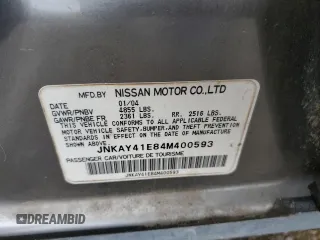 MFD.BY NISSAN MOTOR CO.,LTD
01/04
GVWR/PNBV 4855 LBS.
GAWR/PNBE FR 2361 LBS. RR. 2516 LBS.
THIS VEHICLE CONFORMS TO ALL APPLICABLE FEDERAL
MOTOR VEHICLE SAFETY,BUMPER,AND THEFT PREVENTION
STANDARDS IN EFFECT ON THE DATE OF MANUFACTURE
SHOWN ABOVE.
JNKAY41E84M400593
PASSENGER CAR/VOITURE DE TOURISME
JNKAY41E84M400593
DREAMBID